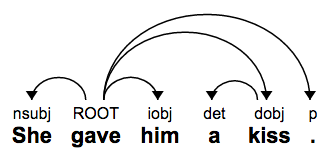 nsubj ROOT iobj det dobj p
She gave him a kiss .